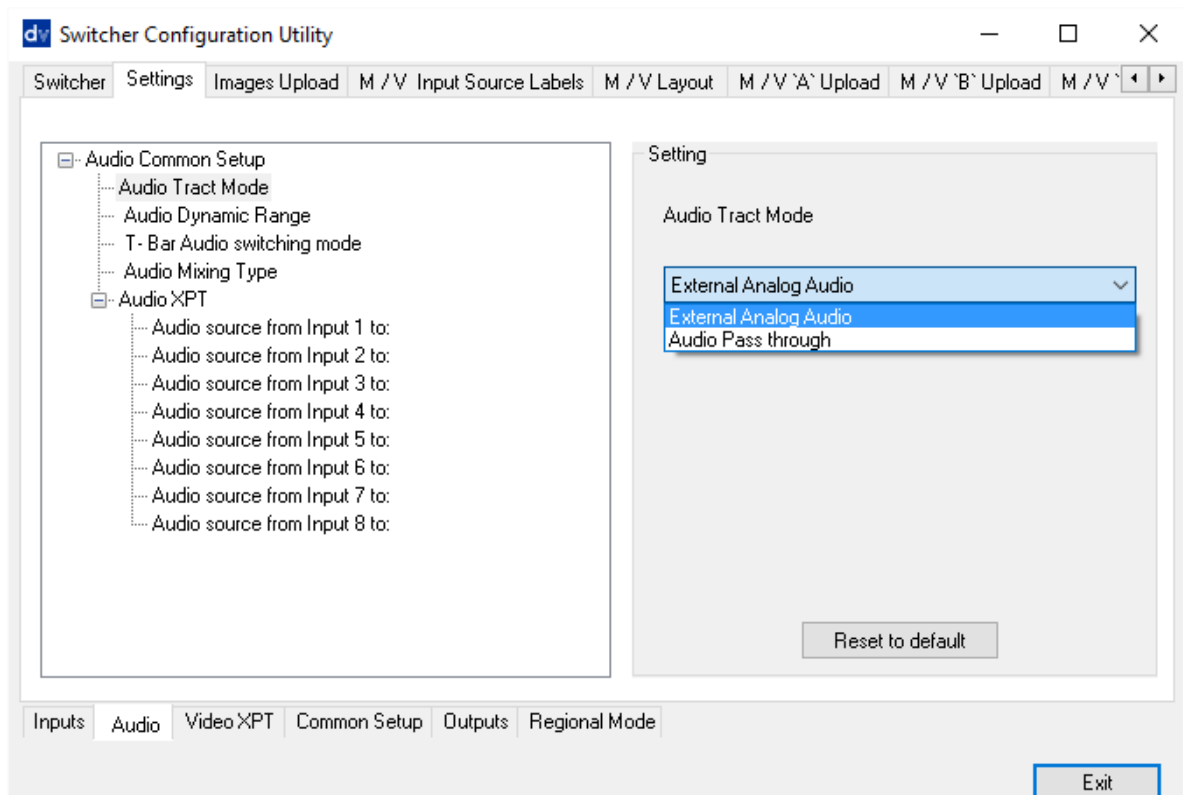 dv Switcher Configuration Utility
Switcher Settings Images Upload M / V Input Source Labels M / V Layout M / V `A` Upload M / V `B` Upload M / V `
Audio Common Setup
Audio Tract Mode
Audio Dynamic Range
T- Bar Audio switching mode
Audio Mixing Type
Audio XPT
Audio source from Input 1 to:
Audio source from Input 2 to:
Audio source from Input 3 to:
Audio source from Input 4 to:
Audio source from Input 5 to:
Audio source from Input 6 to:
Audio source from Input 7 to:
Audio source from Input 8 to:
Setting
Audio Tract Mode
External Analog Audio
External Analog Audio
Audio Pass through
Reset to default
Inputs Audio Video XPT Common Setup Outputs Regional Mode
Exit